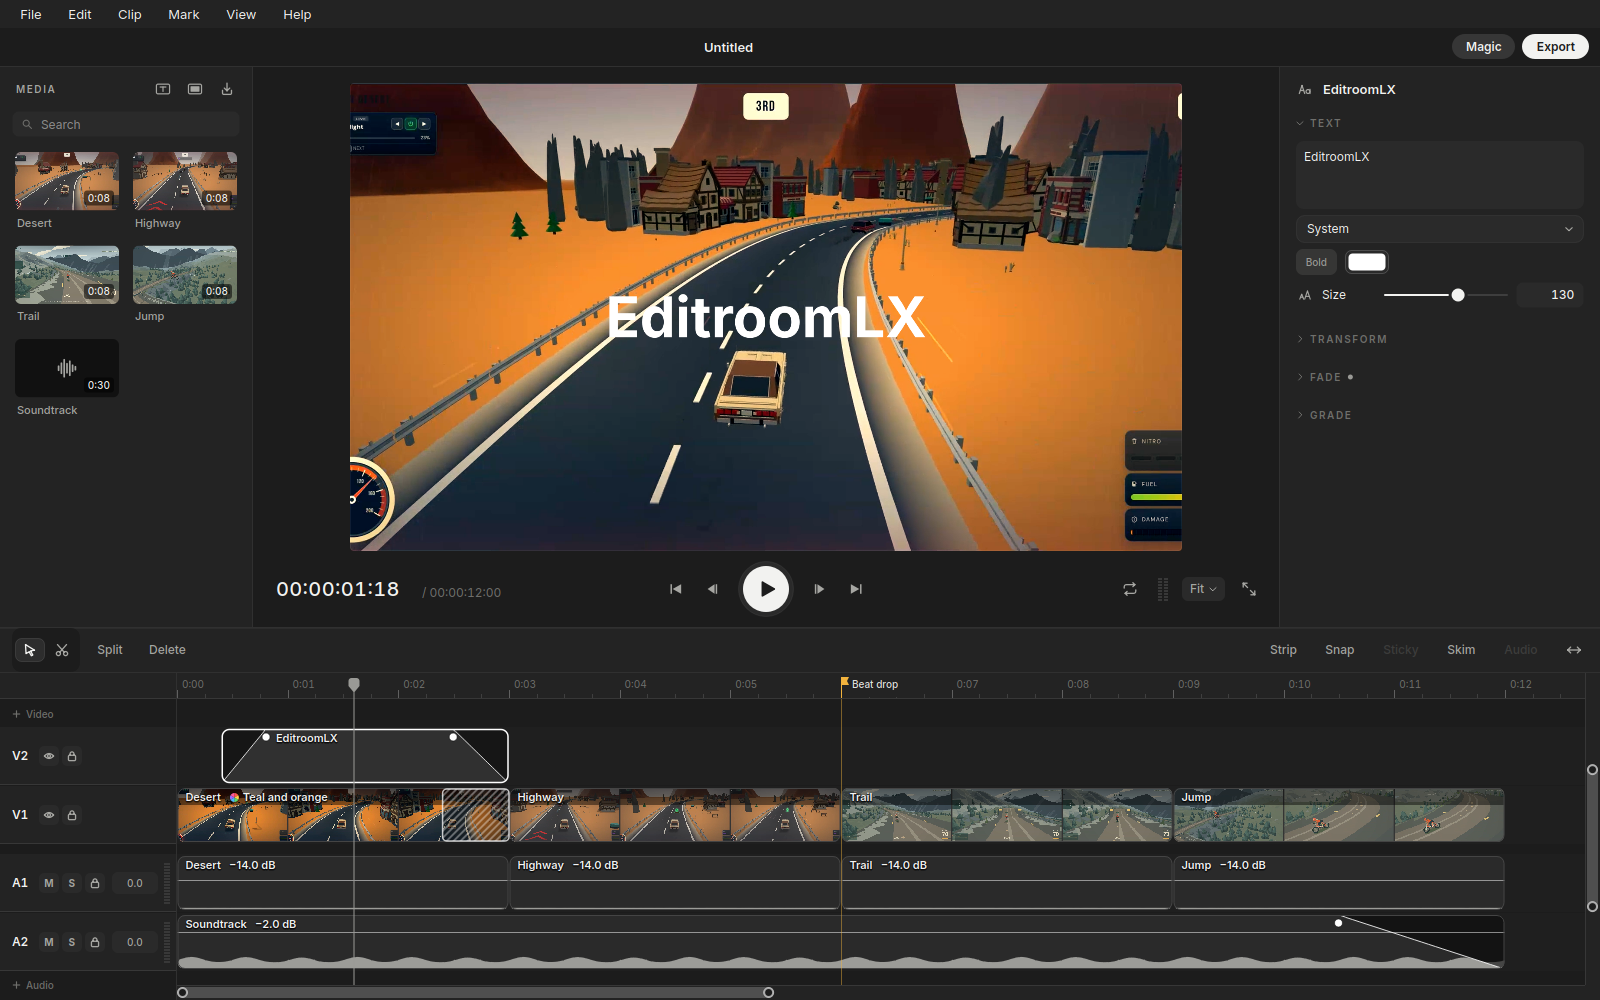 File Edit Clip Mark View Help
Untitled
Magic Export
MEDIA
Search
0:08 0:08
Desert Highway
0:08 0:08
Trail Jump
0:30
Soundtrack
3RD
EditroomLX
NITRO
FUEL
DAMAGE
00:00:01:18 / 00:00:12:00
Fit
EditroomLX
TEXT
EditroomLX
System
Bold
Size 130
TRANSFORM
FADE
GRADE
Split Delete
Strip Snap Sticky Skim Audio
0:00 0:01 0:02 0:03 0:04 0:05 Beat drop 0:07 0:08 0:09 0:10 0:11 0:12
+ Video
V2 EditroomLX
V1 Desert Teal and orange Highway Trail Jump
A1 M S 0.0 Desert −14.0 dB Highway −14.0 dB Trail −14.0 dB Jump −14.0 dB
A2 M S 0.0 Soundtrack −2.0 dB
+ Audio